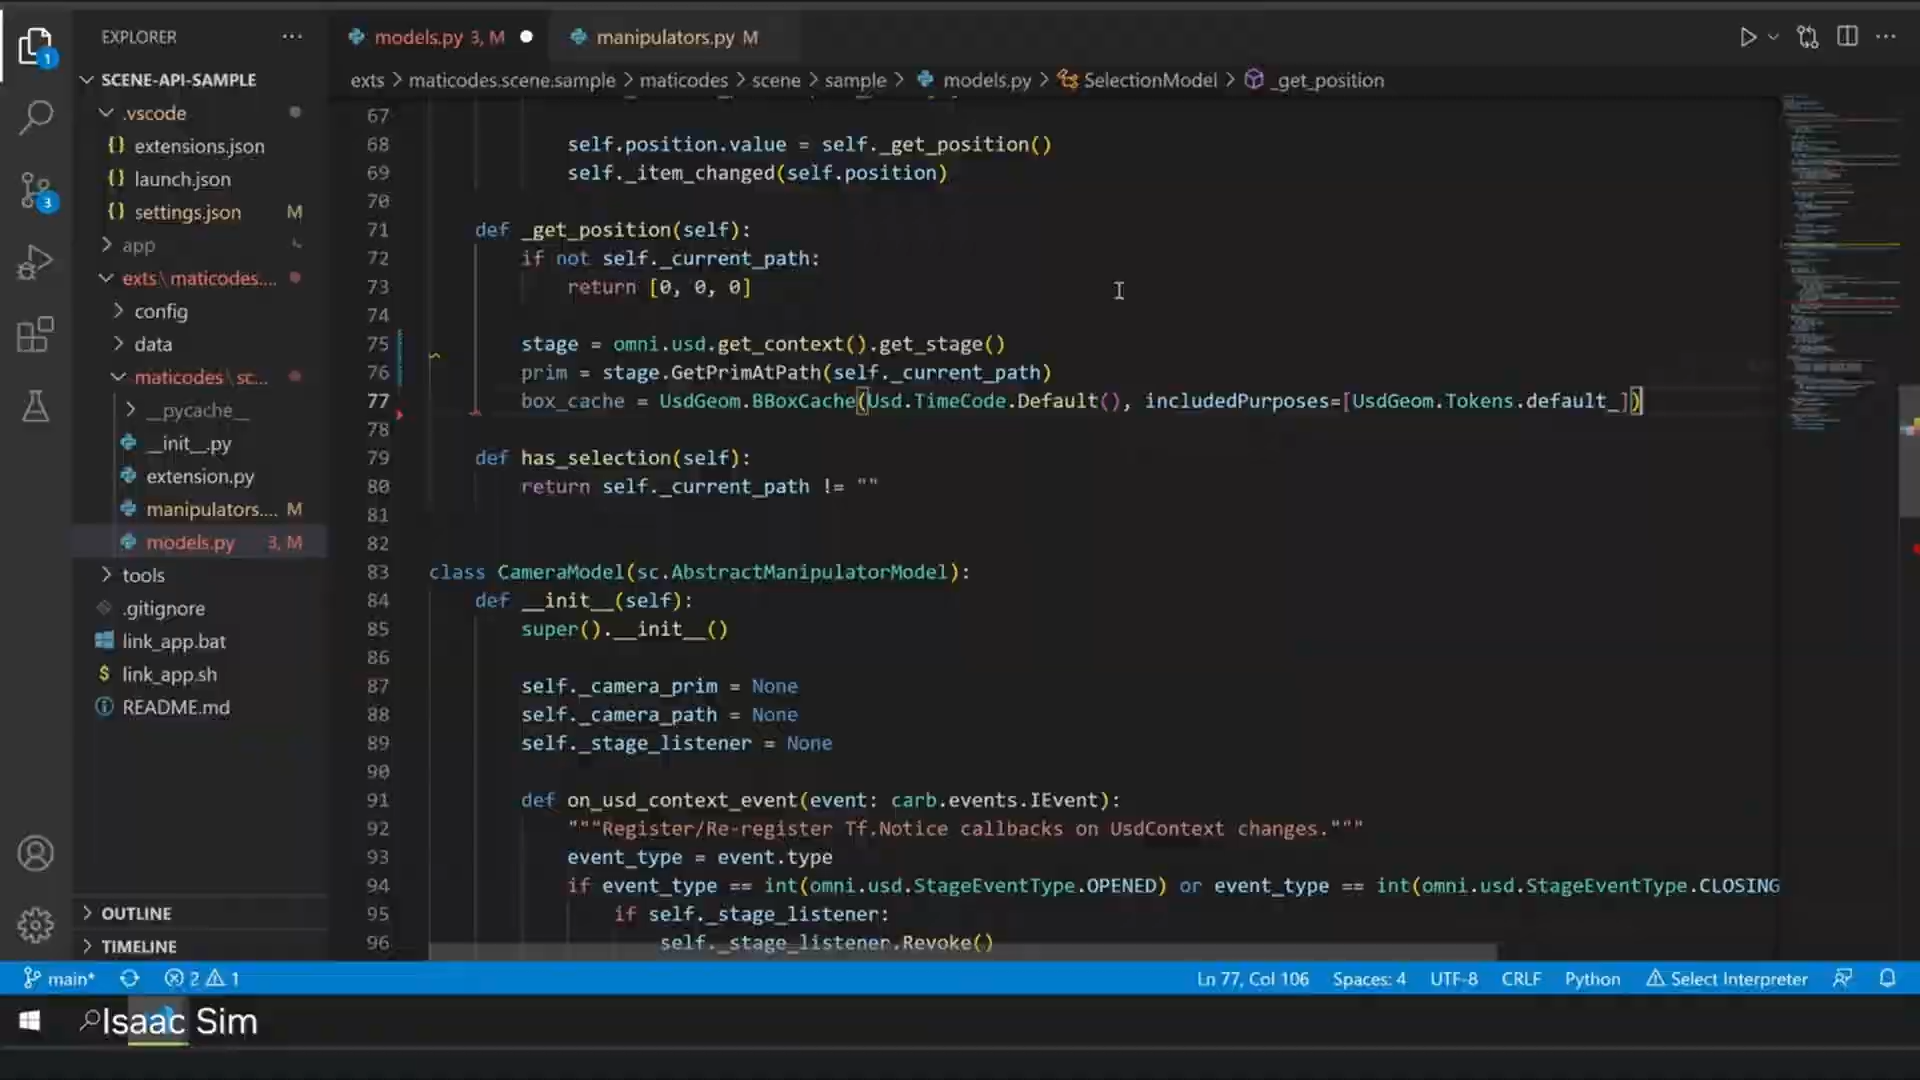 EXPLORER ...
models.py 3, M
manipulators.py M
SCENE-API-SAMPLE
exts > maticodes.scene.sample > maticodes > scene > sample > models.py > SelectionModel > _get_position
.vscode
{} extensions.json
{} launch.json
{} settings.json M
app
exts\maticodes....
config
data
maticodes\sc...
__pycache__
__init__.py
extension.py
manipulators.... M
models.py 3, M
tools
.gitignore
link_app.bat
$ link_app.sh
README.md
OUTLINE
TIMELINE
1
3
67
68 self.position.value = self._get_position()
69 self._item_changed(self.position)
70
71 def _get_position(self):
72 if not self._current_path:
73 return [0, 0, 0]
74
75 stage = omni.usd.get_context().get_stage()
76 prim = stage.GetPrimAtPath(self._current_path)
77 box_cache = UsdGeom.BBoxCache(Usd.TimeCode.Default(), includedPurposes=[UsdGeom.Tokens.default_])
78
79 def has_selection(self):
80 return self._current_path != ""
81
82
83 class CameraModel(sc.AbstractManipulatorModel):
84 def __init__(self):
85 super().__init__()
86
87 self._camera_prim = None
88 self._camera_path = None
89 self._stage_listener = None
90
91 def on_usd_context_event(event: carb.events.IEvent):
92 """Register/Re-register Tf.Notice callbacks on UsdContext changes."""
93 event_type = event.type
94 if event_type == int(omni.usd.StageEventType.OPENED) or event_type == int(omni.usd.StageEventType.CLOSING
95 if self._stage_listener:
96 self._stage_listener.Revoke()
main* 2 1 Ln 77, Col 106 Spaces: 4 UTF-8 CRLF Python Select Interpreter
Isaac Sim